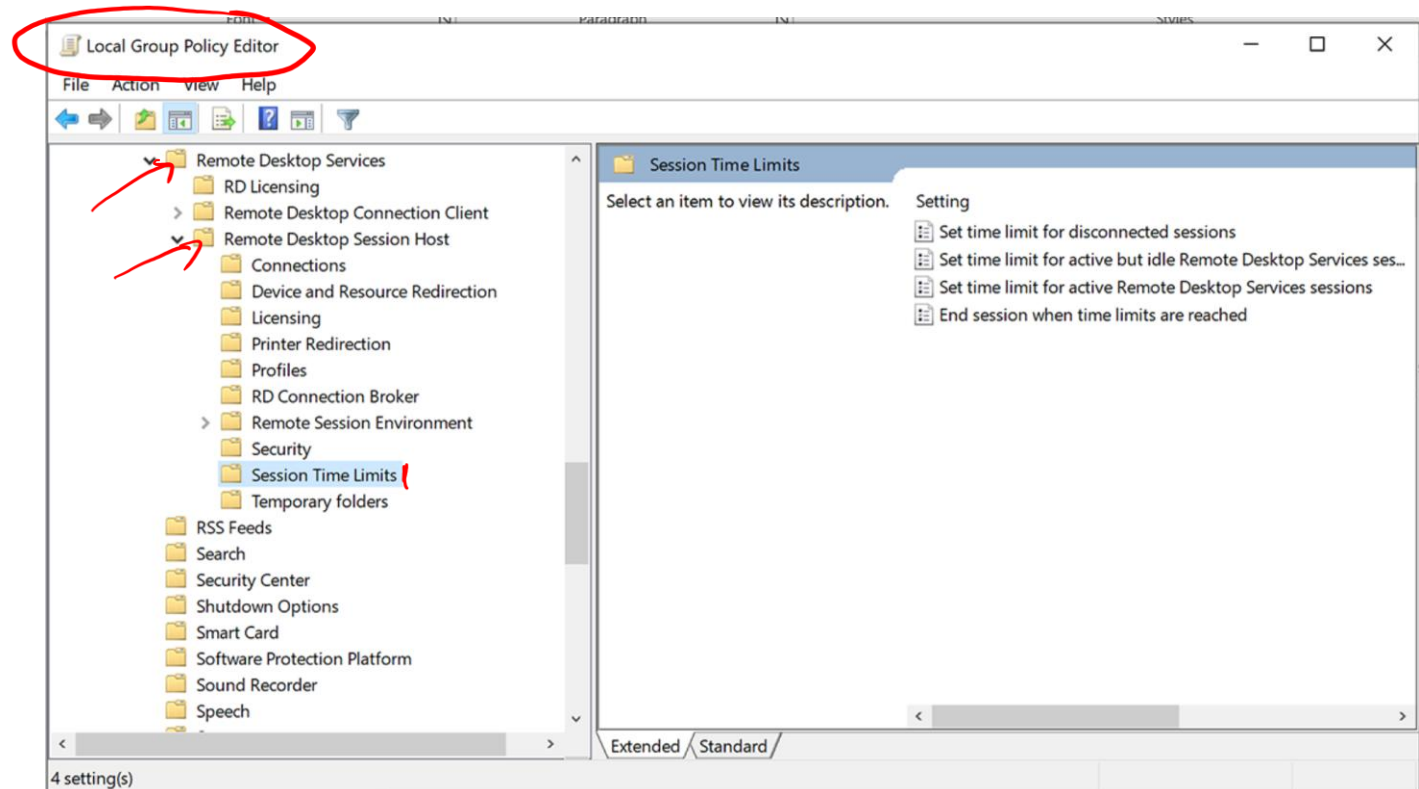 Font
Paragraph
Styles
Local Group Policy Editor
File Action View Help
Remote Desktop Services
RD Licensing
Remote Desktop Connection Client
Remote Desktop Session Host
Connections
Device and Resource Redirection
Licensing
Printer Redirection
Profiles
RD Connection Broker
Remote Session Environment
Security
Session Time Limits
Temporary folders
RSS Feeds
Search
Security Center
Shutdown Options
Smart Card
Software Protection Platform
Sound Recorder
Speech
Session Time Limits
Select an item to view its description.
Setting
Set time limit for disconnected sessions
Set time limit for active but idle Remote Desktop Services ses...
Set time limit for active Remote Desktop Services sessions
End session when time limits are reached
Extended Standard
4 setting(s)